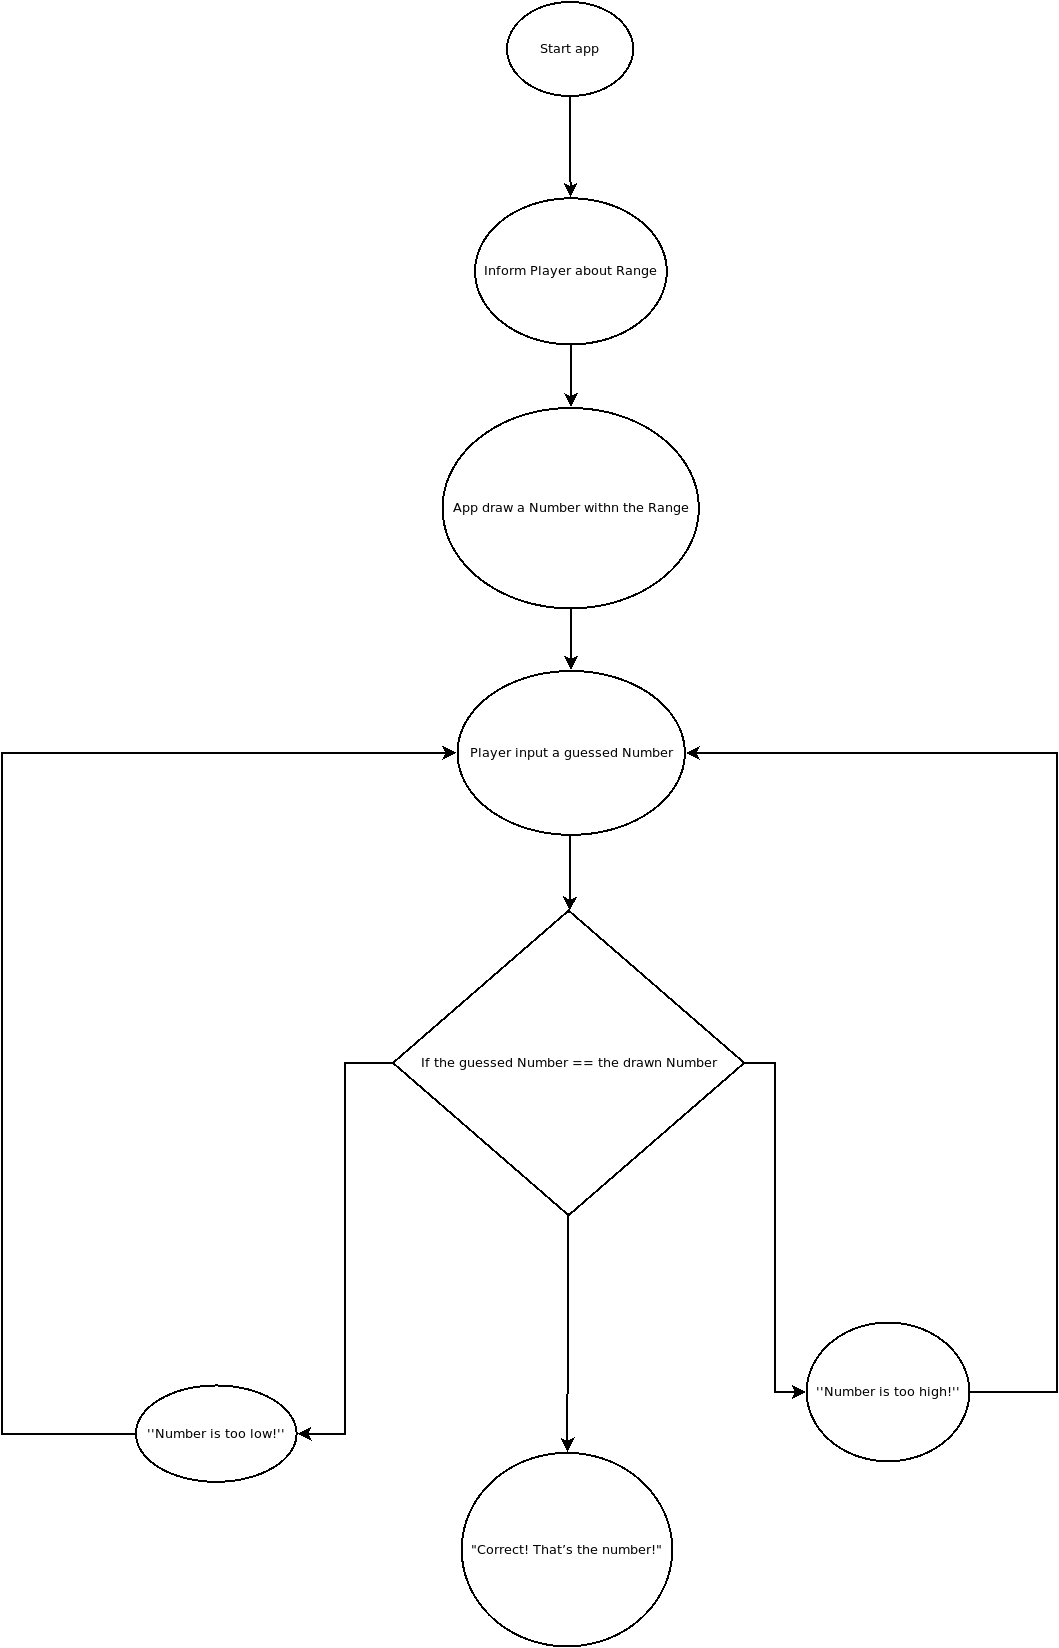 Start app
Inform Player about Range
App draw a Number withn the Range
Player input a guessed Number
If the guessed Number == the drawn Number
''Number is too high!''
''Number is too low!''
"Correct! That’s the number!"